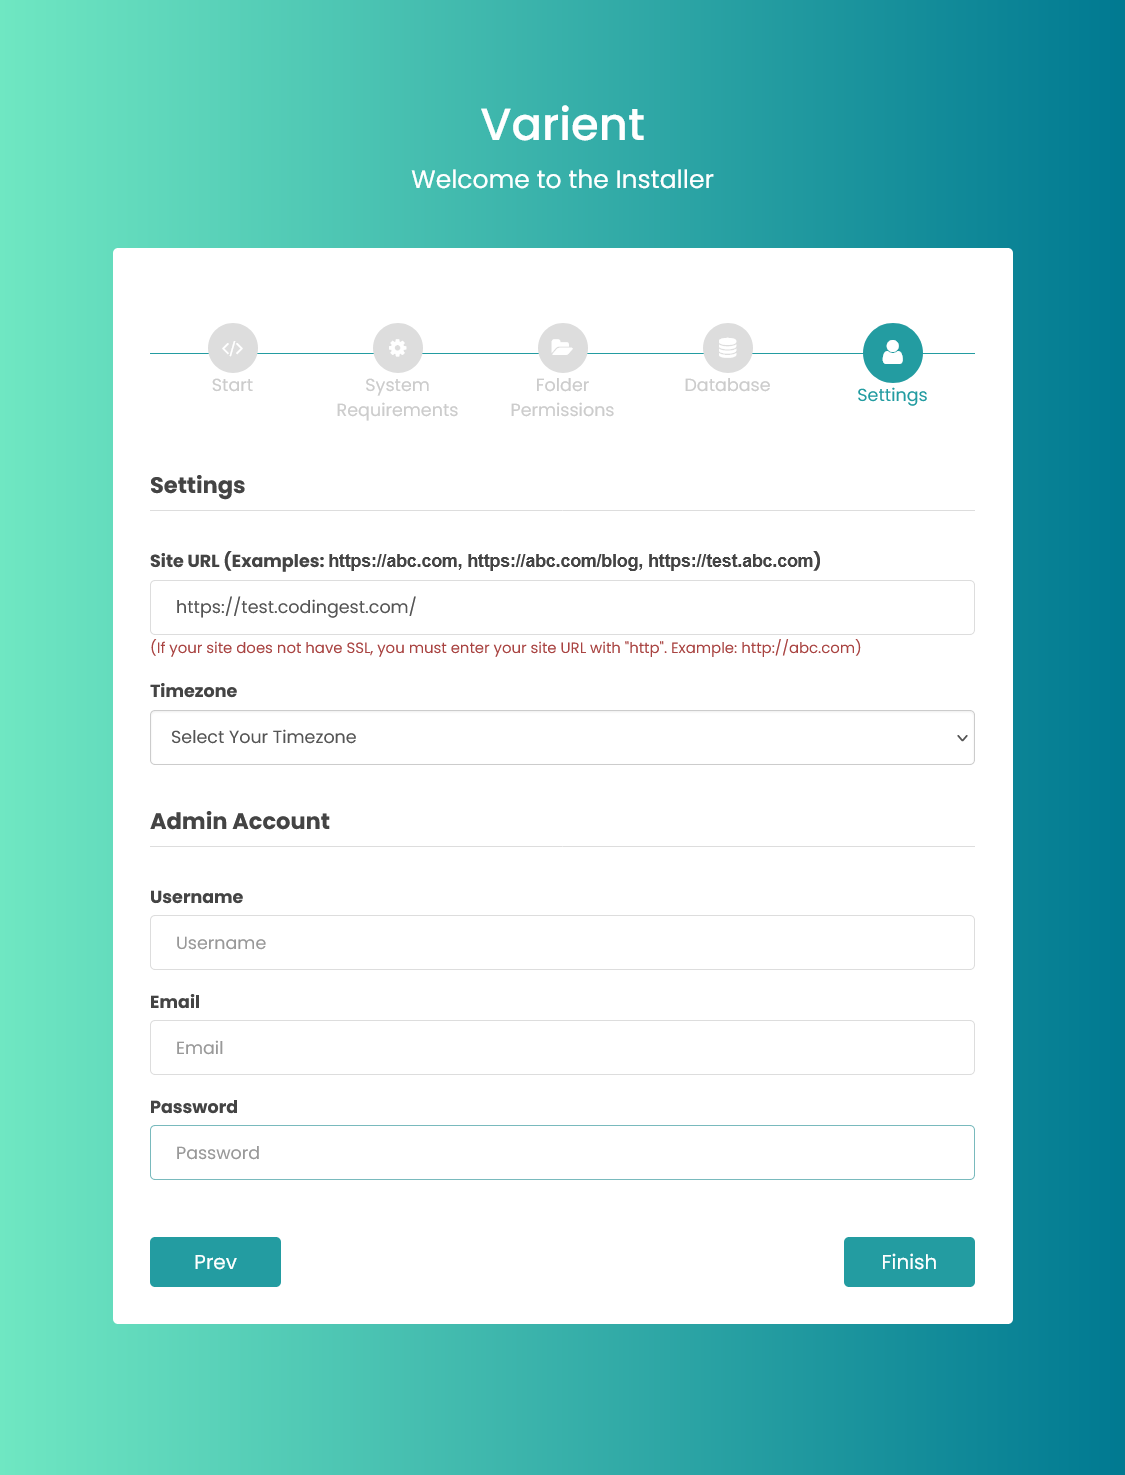 Varient
Welcome to the Installer
Start
System
Requirements
Folder
Permissions
Database
Settings
Settings
Site URL (Examples: https://abc.com, https://abc.com/blog, https://test.abc.com)
https://test.codingest.com/
(If your site does not have SSL, you must enter your site URL with "http". Example: http://abc.com)
Timezone
Select Your Timezone
Admin Account
Username
Username
Email
Email
Password
Password
Prev
Finish